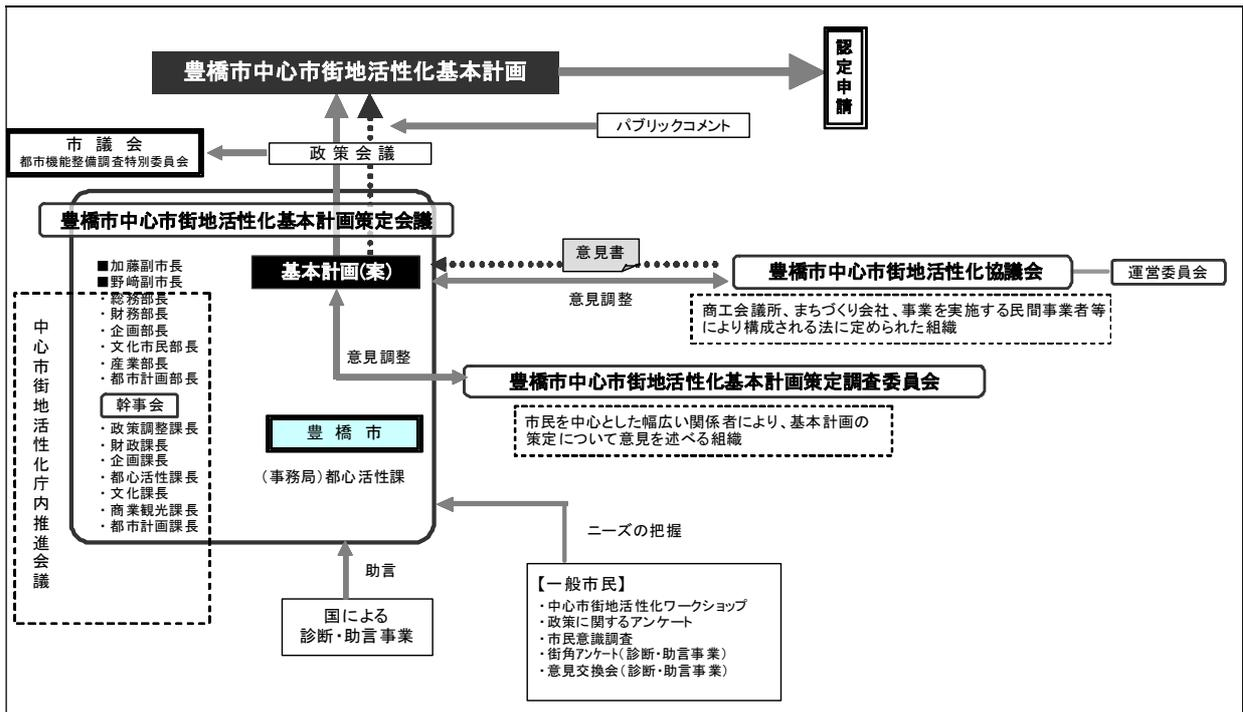 豊橋市中心市街地活性化基本計画
認定申請
パブリックコメント
市 議 会
都市機能整備調査特別委員会
政 策 会 議
豊橋市中心市街地活性化基本計画策定会議
■加藤副市長
■野﨑副市長
・総務部長
・財務部長
・企画部長
・文化市民部長
・産業部長
・都市計画部長
幹事会
・政策調整課長
・財政課長
・企画課長
・都心活性課長
・文化課長
・商業観光課長
・都市計画課長
中心市街地活性化庁内推進会議
基本計画(案)
意見書
意見調整
豊橋市中心市街地活性化協議会
運営委員会
商工会議所、まちづくり会社、事業を実施する民間事業者等
により構成される法に定められた組織
意見調整
豊橋市中心市街地活性化基本計画策定調査委員会
市民を中心とした幅広い関係者により、基本計画の
策定について意見を述べる組織
豊 橋 市
(事務局)都心活性課
ニーズの把握
助言
国による
診断・助言事業
【一般市民】
・中心市街地活性化ワークショップ
・政策に関するアンケート
・市民意識調査
・街角アンケート(診断・助言事業)
・意見交換会(診断・助言事業)